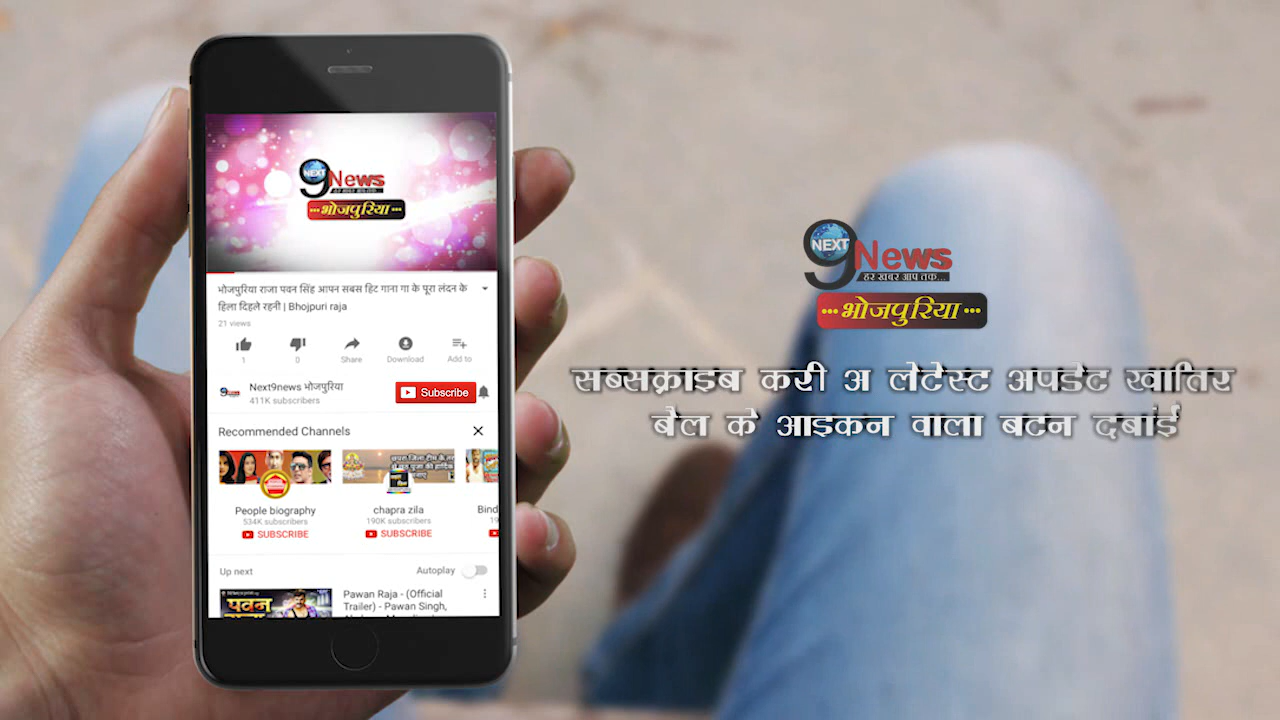 NEXT
9 News
हर खबर आप तक...
भोजपुरिया
भोजपुरिया राजा पवन सिंह आपन सबस हिट गाना गा के पूरा लंदन के
हिला दिहले रहनी | Bhojpuri raja
21 views
1
0
Share
Download
Add to
Next9news भोजपुरिया
411K subscribers
Subscribe
Recommended Channels
People biography
534K subscribers
SUBSCRIBE
chapra zila
190K subscribers
SUBSCRIBE
Bind
19
Up next
Autoplay
पवन
Pawan Raja - (Official
Trailer) - Pawan Singh,
NEXT
9 News
हर खबर आप तक...
भोजपुरिया
सब्सक्राइब करी अ लेटेस्ट अपडेट खातिर
बैल के आइकन वाला बटन दबाई